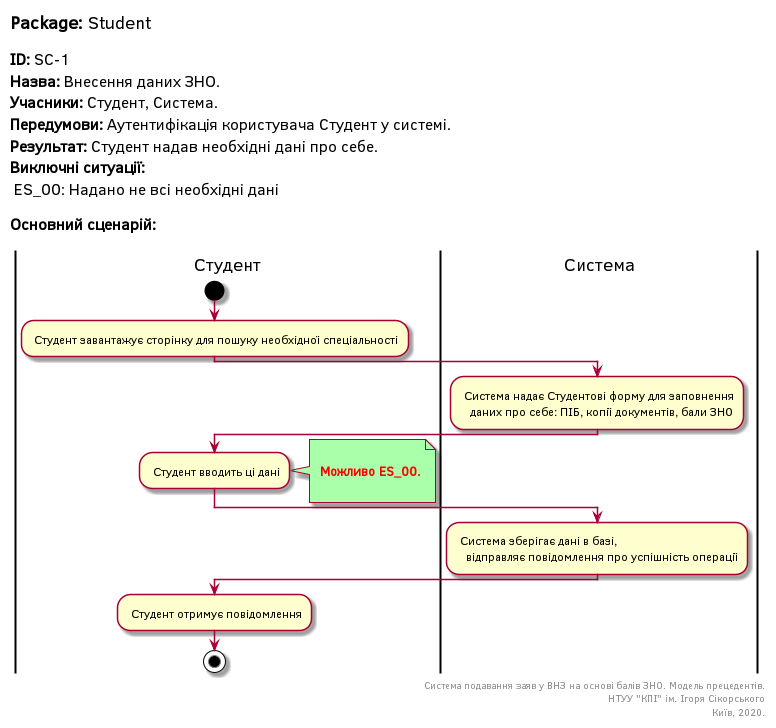 Package: Student
ID: SC-1
Назва: Внесення даних ЗНО.
Учасники: Студент, Система.
Передумови: Аутентифікація користувача Студент у системі.
Результат: Студент надав необхідні дані про себе.
Виключні ситуації:
ES_00: Надано не всі необхідні дані
Основний сценарій:
Студент
Система
Студент завантажує сторінку для пошуку необхідної спеціальності
Система надає Студентові форму для заповнення
даних про себе: ПІБ, копії документів, бали ЗНО
Студент вводить ці дані
Можливо ES_00.
Система зберігає дані в базі,
відправляє повідомлення про успішність операції
Студент отримує повідомлення
Система подавання заяв у ВНЗ на основі балів ЗНО. Модель прецедентів.
НТУУ "КПІ" ім. Ігоря Сікорського
Київ, 2020.